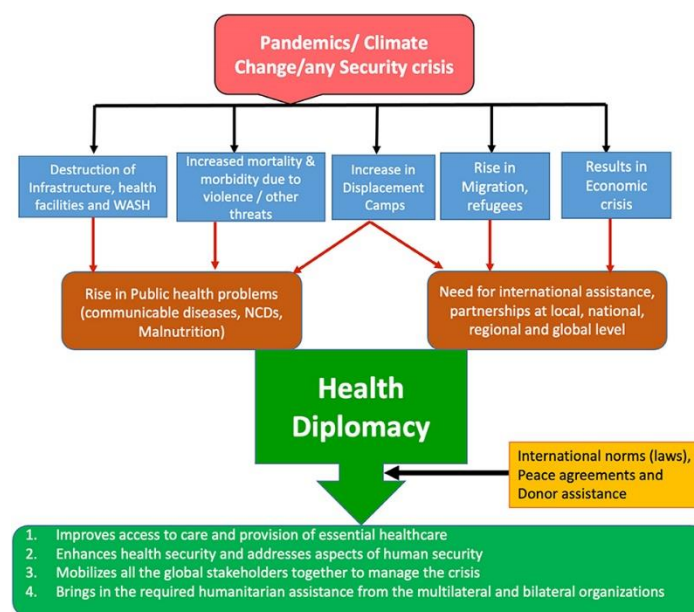 Pandemics/ Climate
Change/any Security crisis
Destruction of
Infrastructure, health
facilities and WASH
Increased mortality &
morbidity due to
violence / other
threats
Increase in
Displacement
Camps
Rise in
Migration,
refugees
Results in
Economic
crisis
Rise in Public health problems
(communicable diseases, NCDs,
Malnutrition)
Need for international assistance,
partnerships at local, national,
regional and global level
Health
Diplomacy
International norms (laws),
Peace agreements and
Donor assistance
1. Improves access to care and provision of essential healthcare
2. Enhances health security and addresses aspects of human security
3. Mobilizes all the global stakeholders together to manage the crisis
4. Brings in the required humanitarian assistance from the multilateral and bilateral organizations